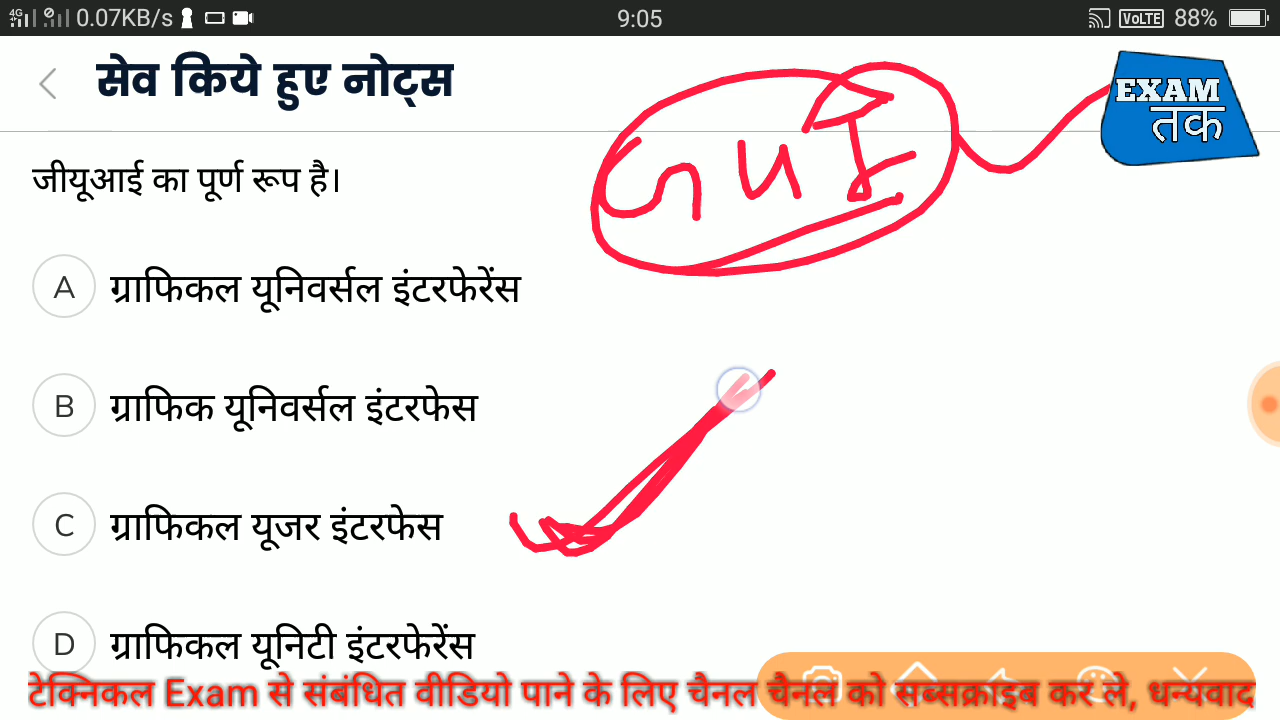 4G 0.07KB/s 9:05 VoLTE 88%
सेव किये हुए नोट्स
EXAM
तक
GUI
जीयूआई का पूर्ण रूप है।
A ग्राफिकल यूनिवर्सल इंटरफेरेंस
B ग्राफिक यूनिवर्सल इंटरफेस
C ग्राफिकल यूजर इंटरफेस
D ग्राफिकल यूनिटी इंटरफेरेंस
टेक्निकल Exam से संबंधित वीडियो पाने के लिए चैनल चैनल को सब्सक्राइब कर ले, धन्यवाद